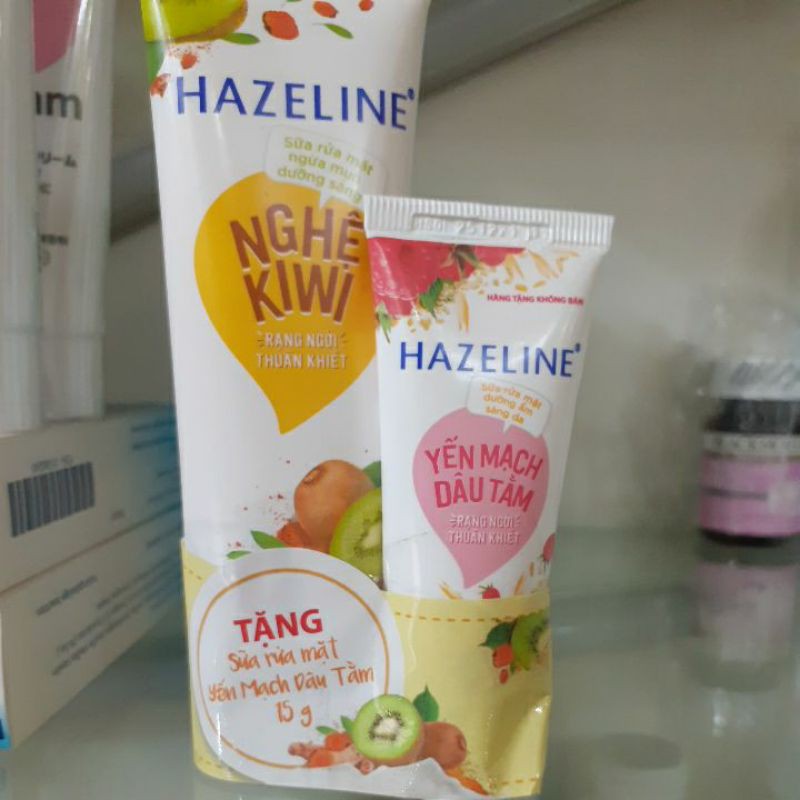 HAZELINE
Sữa rửa mặt
ngừa mụn
dưỡng sáng
NGHỆ
KIWI
RẠNG NGỜI
THUẦN KHIẾT
HÀNG TẶNG KHÔNG BÁN
HAZELINE
Sữa rửa mặt
dưỡng ẩm
sáng da
YẾN MẠCH
DÂU TẰM
RẠNG NGỜI
THUẦN KHIẾT
TẶNG
Sữa rửa mặt
Yến Mạch Dâu Tằm
15 g